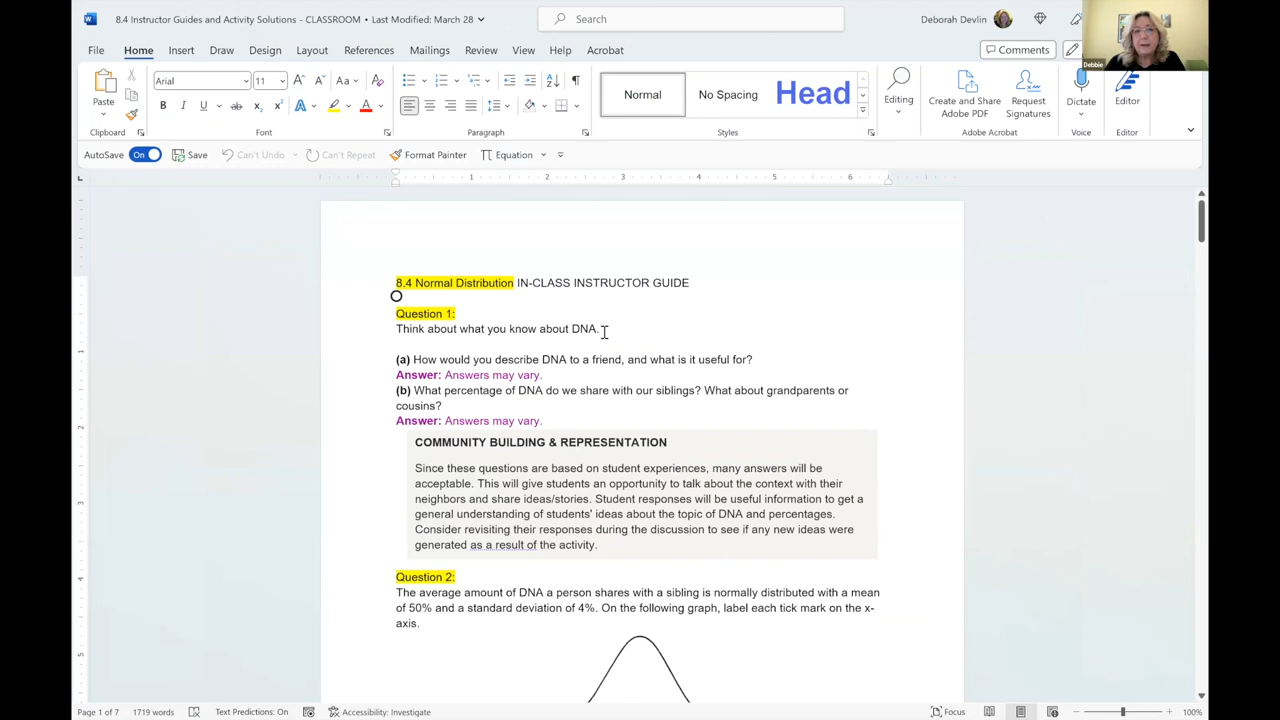 8.4 Instructor Guides and Activity Solutions - CLASSROOM • Last Modified: March 28
Search
Deborah Devlin
Debbie
File Home Insert Draw Design Layout References Mailings Review View Help Acrobat
Comments
Paste
Arial 11
Normal
No Spacing
Head
Editing
Create and Share Adobe PDF
Request Signatures
Dictate
Editor
Clipboard Font Paragraph Styles Adobe Acrobat Voice Editor
AutoSave On Save Can't Undo Can't Repeat Format Painter Equation
1 2 3 4 5 6
8.4 Normal Distribution IN-CLASS INSTRUCTOR GUIDE
Question 1:
Think about what you know about DNA.
(a) How would you describe DNA to a friend, and what is it useful for?
Answer: Answers may vary.
(b) What percentage of DNA do we share with our siblings? What about grandparents or
cousins?
Answer: Answers may vary.
COMMUNITY BUILDING & REPRESENTATION
Since these questions are based on student experiences, many answers will be
acceptable. This will give students an opportunity to talk about the context with their
neighbors and share ideas/stories. Student responses will be useful information to get a
general understanding of students' ideas about the topic of DNA and percentages.
Consider revisiting their responses during the discussion to see if any new ideas were
generated as a result of the activity.
Question 2:
The average amount of DNA a person shares with a sibling is normally distributed with a mean
of 50% and a standard deviation of 4%. On the following graph, label each tick mark on the x-
axis.
Page 1 of 7 1719 words Text Predictions: On Accessibility: Investigate Focus 100%